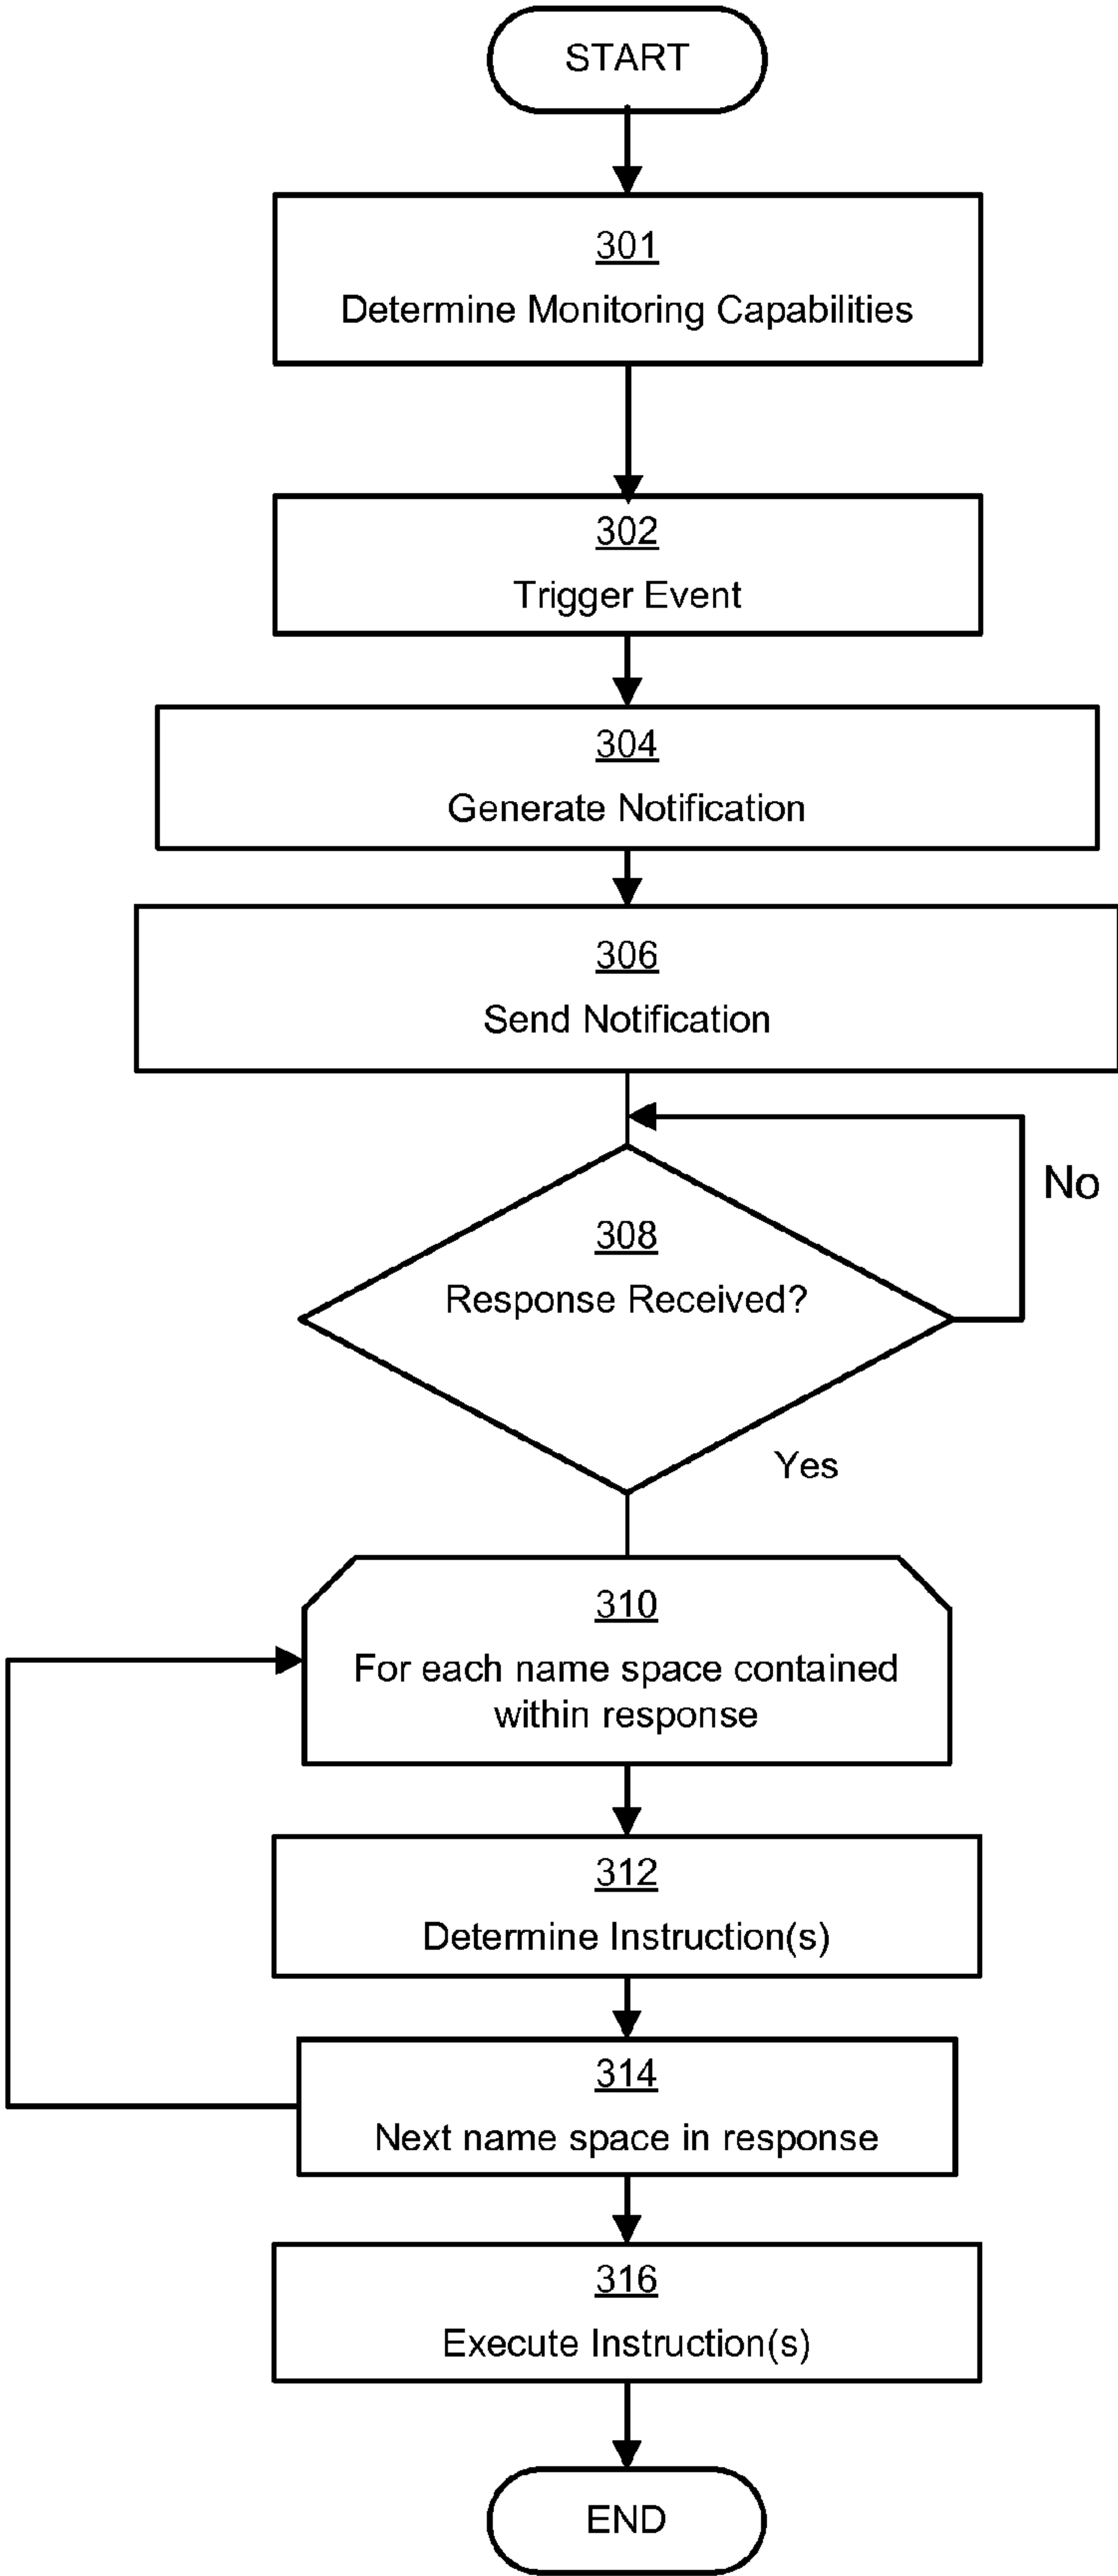 START
301
Determine Monitoring Capabilities
302
Trigger Event
304
Generate Notification
306
Send Notification
No
308
Response Received?
Yes
310
For each name space contained
within response
312
Determine Instruction(s)
314
Next name space in response
316
Execute Instruction(s)
END